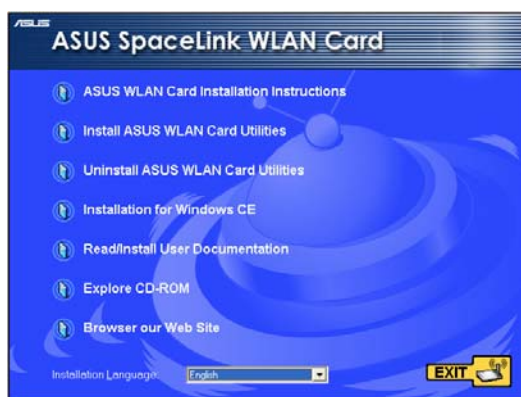 ASUS
ASUS SpaceLink WLAN Card
ASUS WLAN Card Installation Instructions
Install ASUS WLAN Card Utilities
Uninstall ASUS WLAN Card Utilities
Installation for Windows CE
Read/Install User Documentation
Explore CD-ROM
Browser our Web Site
Installation Language: English
EXIT